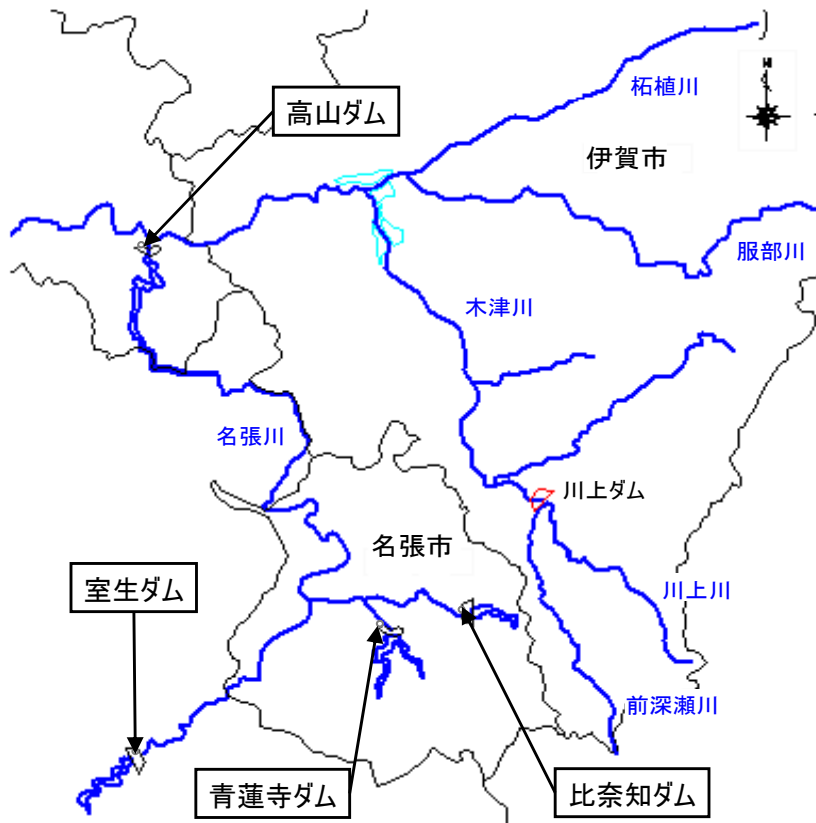 柘植川
高山ダム
伊賀市
服部川
木津川
名張川
川上ダム
名張市
室生ダム
川上川
前深瀬川
青蓮寺ダム
比奈知ダム